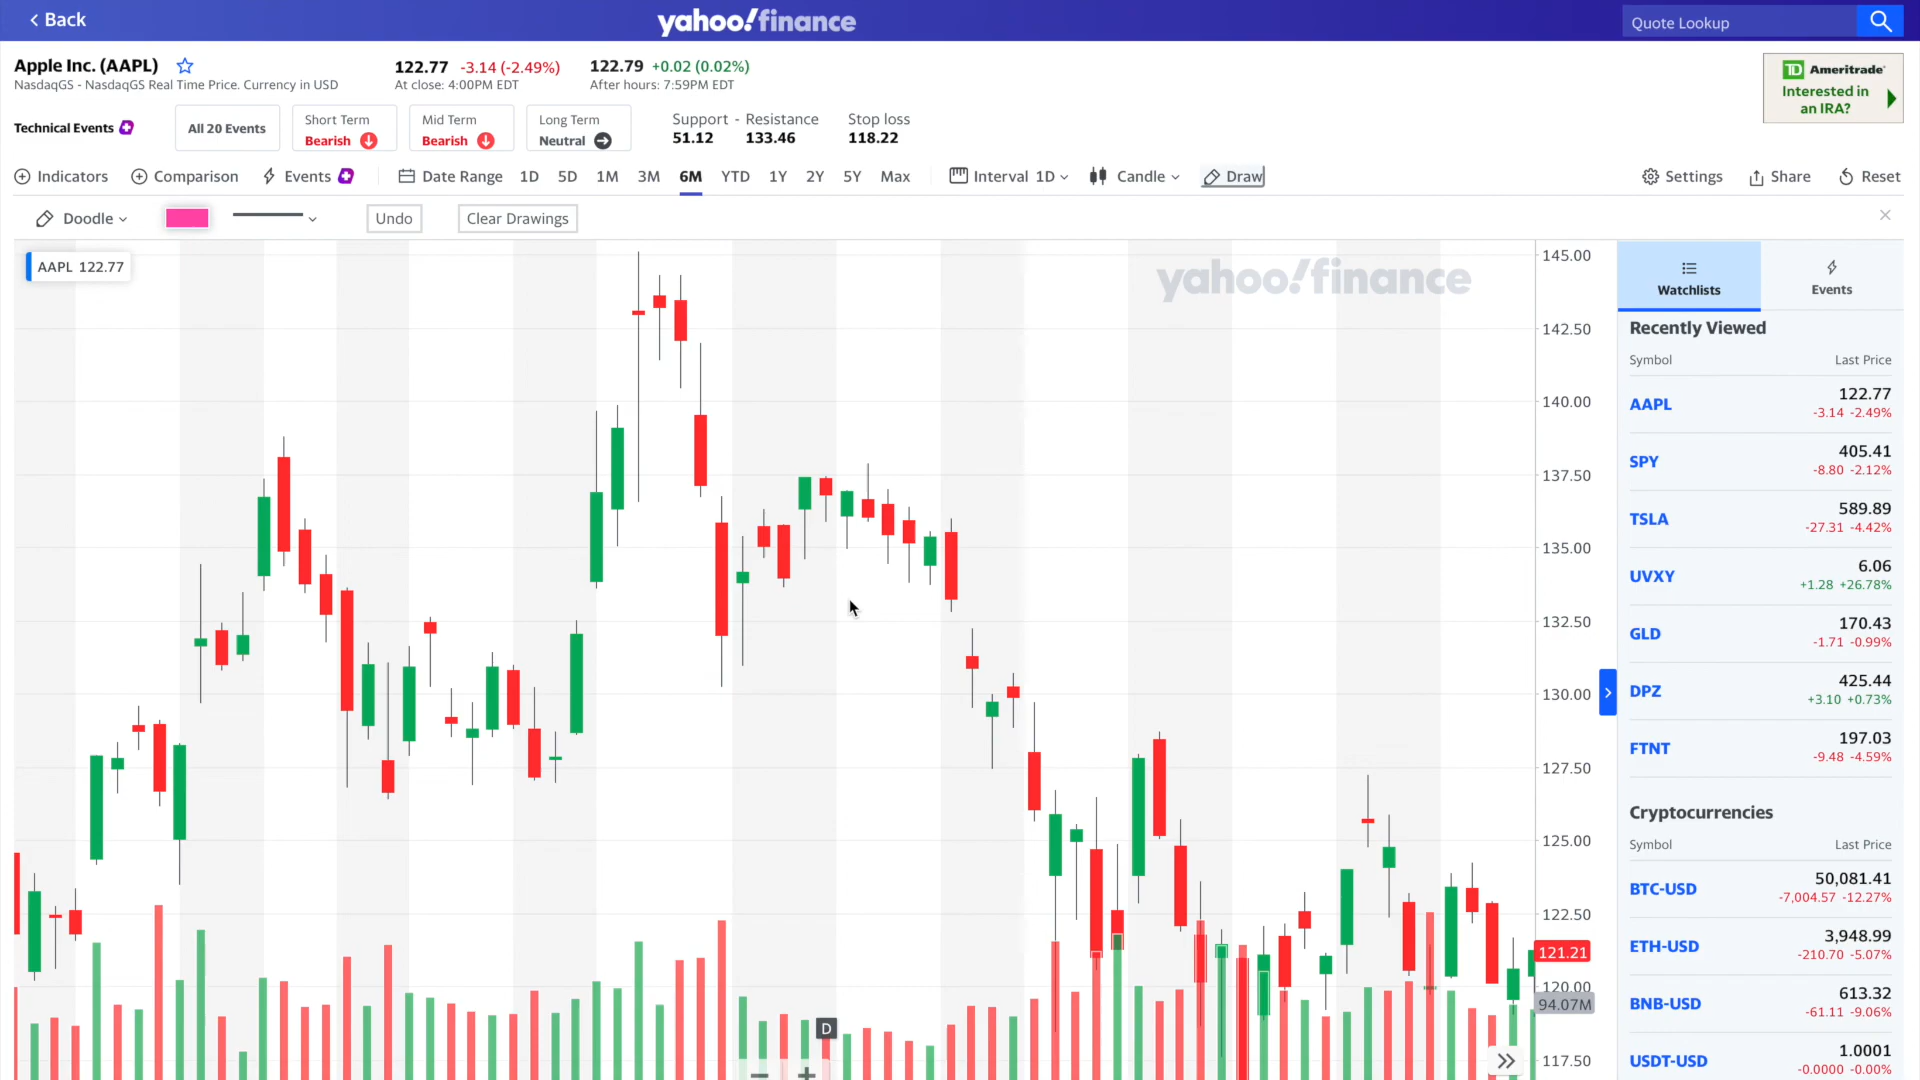 Back
yahoo!finance
Quote Lookup
Apple Inc. (AAPL)
NasdaqGS - NasdaqGS Real Time Price. Currency in USD
122.77 -3.14 (-2.49%)
At close: 4:00PM EDT
122.79 +0.02 (0.02%)
After hours: 7:59PM EDT
TD Ameritrade
Interested in
an IRA?
Technical Events
All 20 Events
Short Term
Bearish
Mid Term
Bearish
Long Term
Neutral
Support - Resistance
51.12 133.46
Stop loss
118.22
Indicators
Comparison
Events
Date Range
1D
5D
1M
3M
6M
YTD
1Y
2Y
5Y
Max
Interval 1D
Candle
Draw
Settings
Share
Reset
Doodle
Undo
Clear Drawings
AAPL 122.77
yahoo!finance
145.00
142.50
140.00
137.50
135.00
132.50
130.00
127.50
125.00
122.50
121.21
120.00
94.07M
117.50
D
Watchlists
Events
Recently Viewed
Symbol Last Price
AAPL 122.77
-3.14 -2.49%
SPY 405.41
-8.80 -2.12%
TSLA 589.89
-27.31 -4.42%
UVXY 6.06
+1.28 +26.78%
GLD 170.43
-1.71 -0.99%
DPZ 425.44
+3.10 +0.73%
FTNT 197.03
-9.48 -4.59%
Cryptocurrencies
Symbol Last Price
BTC-USD 50,081.41
-7,004.57 -12.27%
ETH-USD 3,948.99
-210.70 -5.07%
BNB-USD 613.32
-61.11 -9.06%
USDT-USD 1.0001
-0.0000 -0.00%